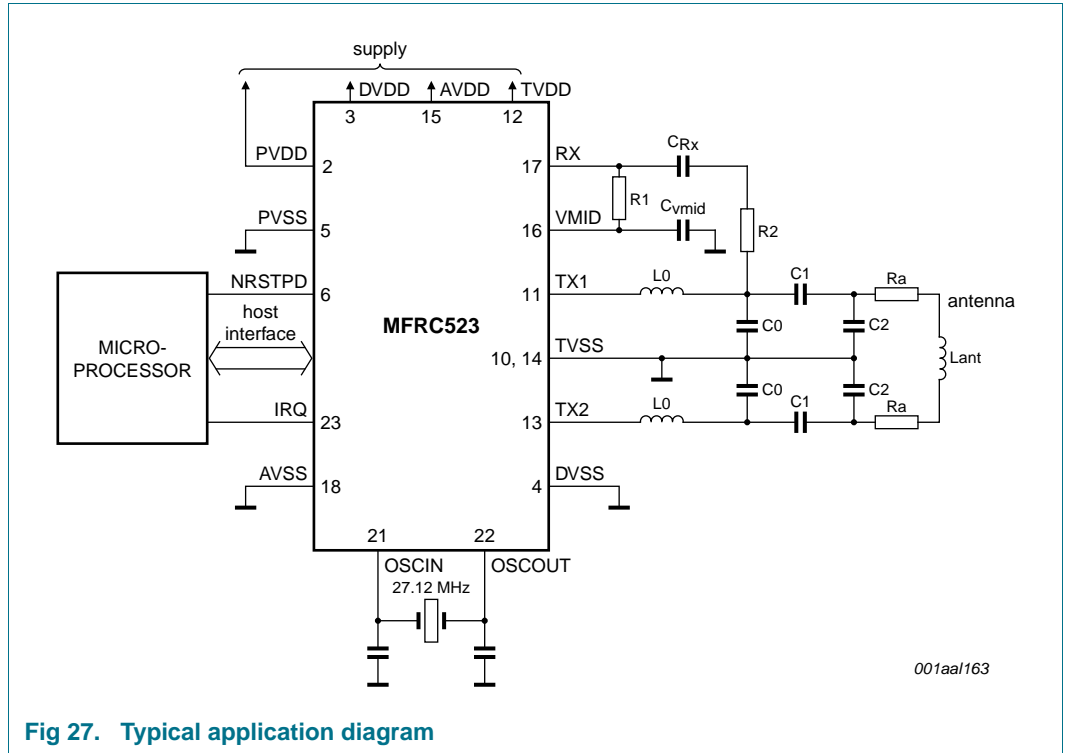 supply
DVDD AVDD TVDD
3 15 12
PVDD
2
PVSS
5
NRSTPD
6
host
interface
MICRO-
PROCESSOR
IRQ
23
AVSS
18
MFRC523
RX
17
CRx
R1
VMID
16
Cvmid
R2
TX1
11
L0
C1
Ra
antenna
C0
C2
TVSS
10, 14
Lant
C0
C2
TX2
13
L0
C1
Ra
DVSS
4
21 22
OSCIN OSCOUT
27.12 MHz
001aal163
Fig 27. Typical application diagram